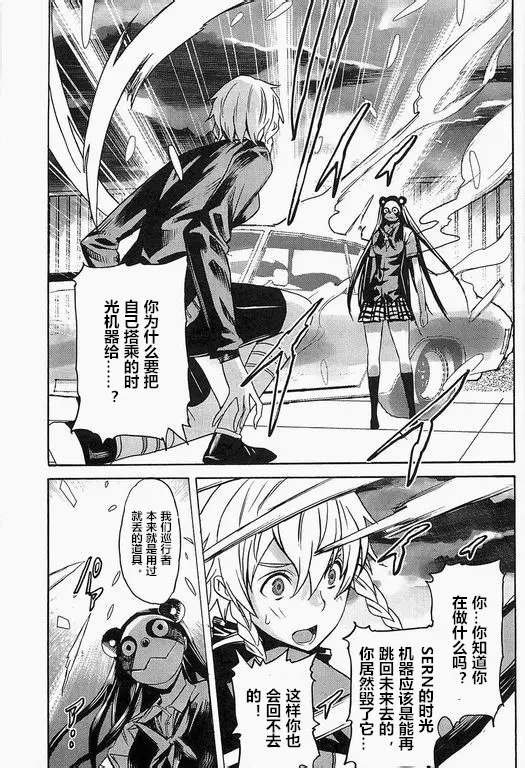 你为什么要把
自己搭乘的时
光机器给……？
你…你知道你
在做什么吗？
SERZ的时光
机器应该是能再
跳回未来去的，
你居然毁了它…
这样你也
会回不去
的！
我们巡行者
本来就是用过
就丢的道具。